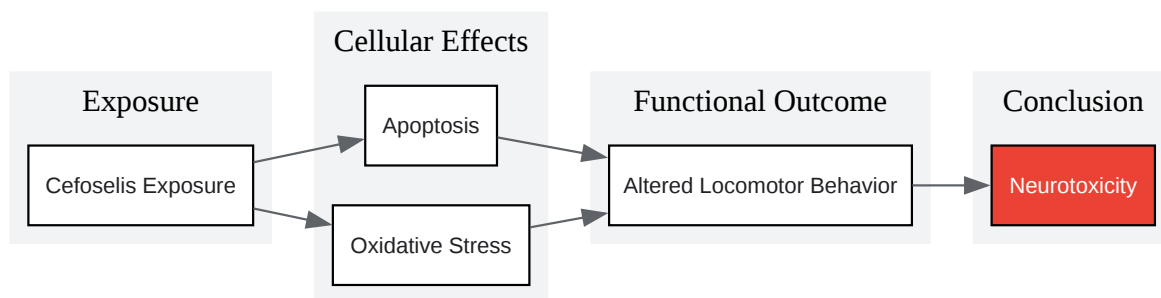 Exposure
Cefoselis Exposure
Cellular Effects
Apoptosis
Oxidative Stress
Functional Outcome
Altered Locomotor Behavior
Conclusion
Neurotoxicity